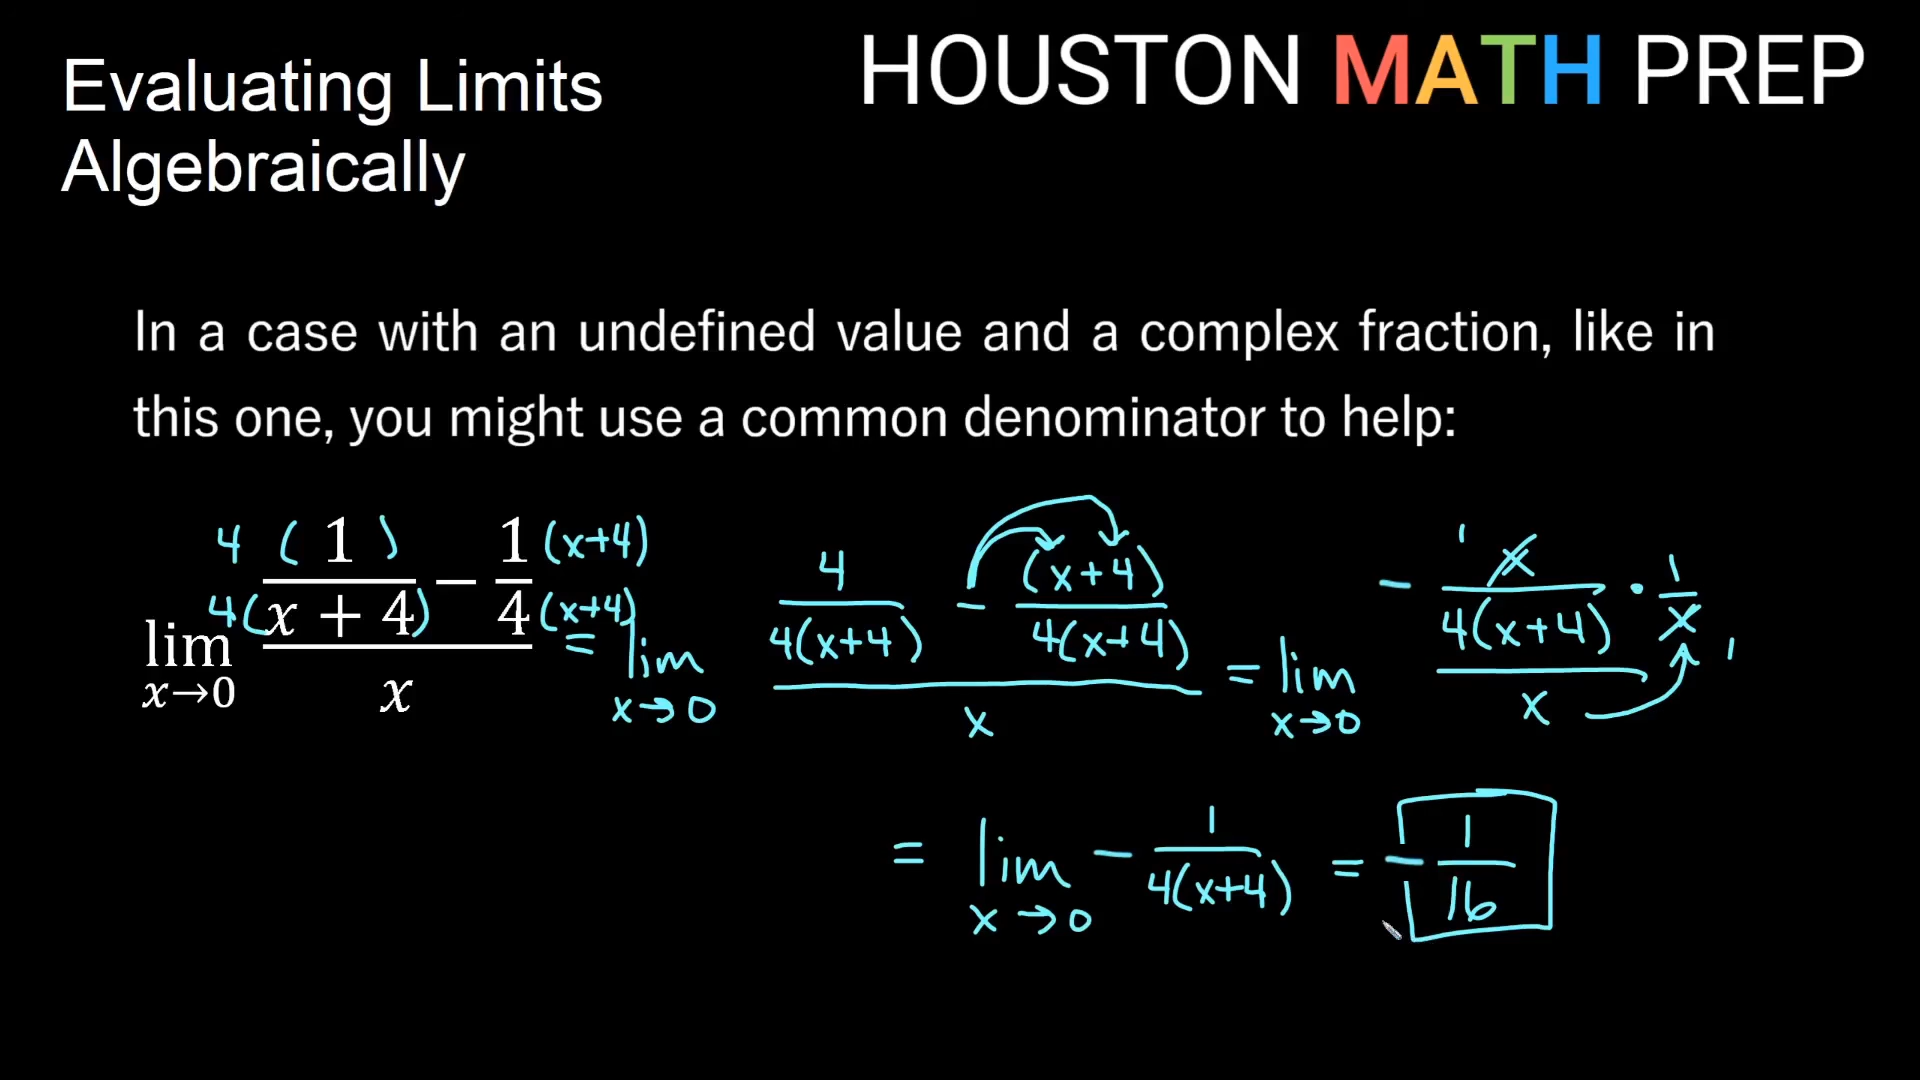 Evaluating Limits
Algebraically
HOUSTON MATH PREP
In a case with an undefined value and a complex fraction, like in
this one, you might use a common denominator to help:
4 ( 1 ) − 1 (x+4)
4(x + 4) 4 (x+4)
lim x→0
x
= lim x→0
4 − (x+4)
4(x+4) 4(x+4)
x
= lim x→0
− 1 x · 1
4(x+4) x 1
x
= lim x→0 − 1
4(x+4)
= − 1
16